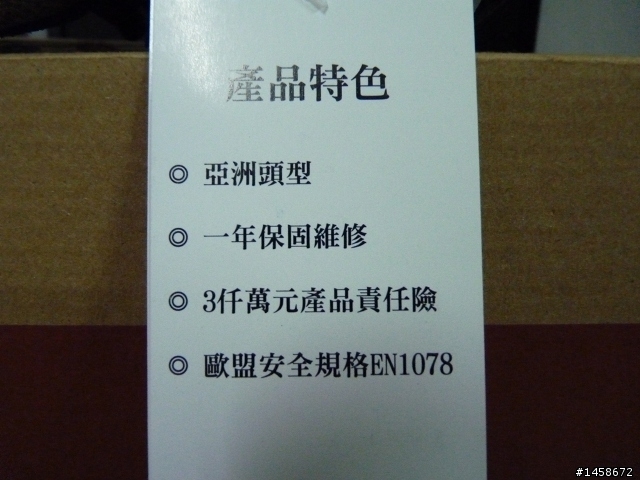 產品特色
◎ 亞洲頭型
◎ 一年保固維修
◎ 3仟萬元產品責任險
◎ 歐盟安全規格EN1078
#1458672